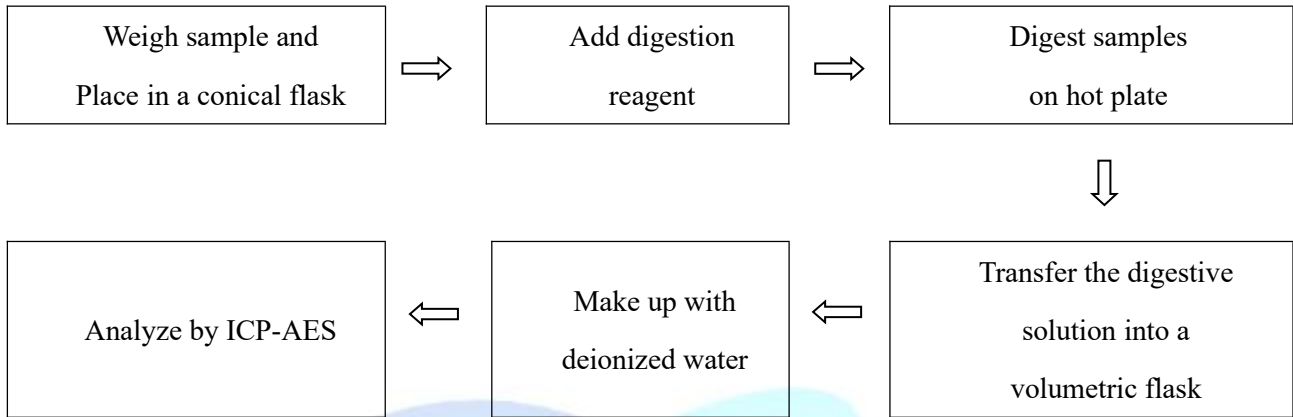 Weigh sample and
Place in a conical flask
Add digestion
reagent
Digest samples
on hot plate
Transfer the digestive
solution into a
volumetric flask
Make up with
deionized water
Analyze by ICP-AES